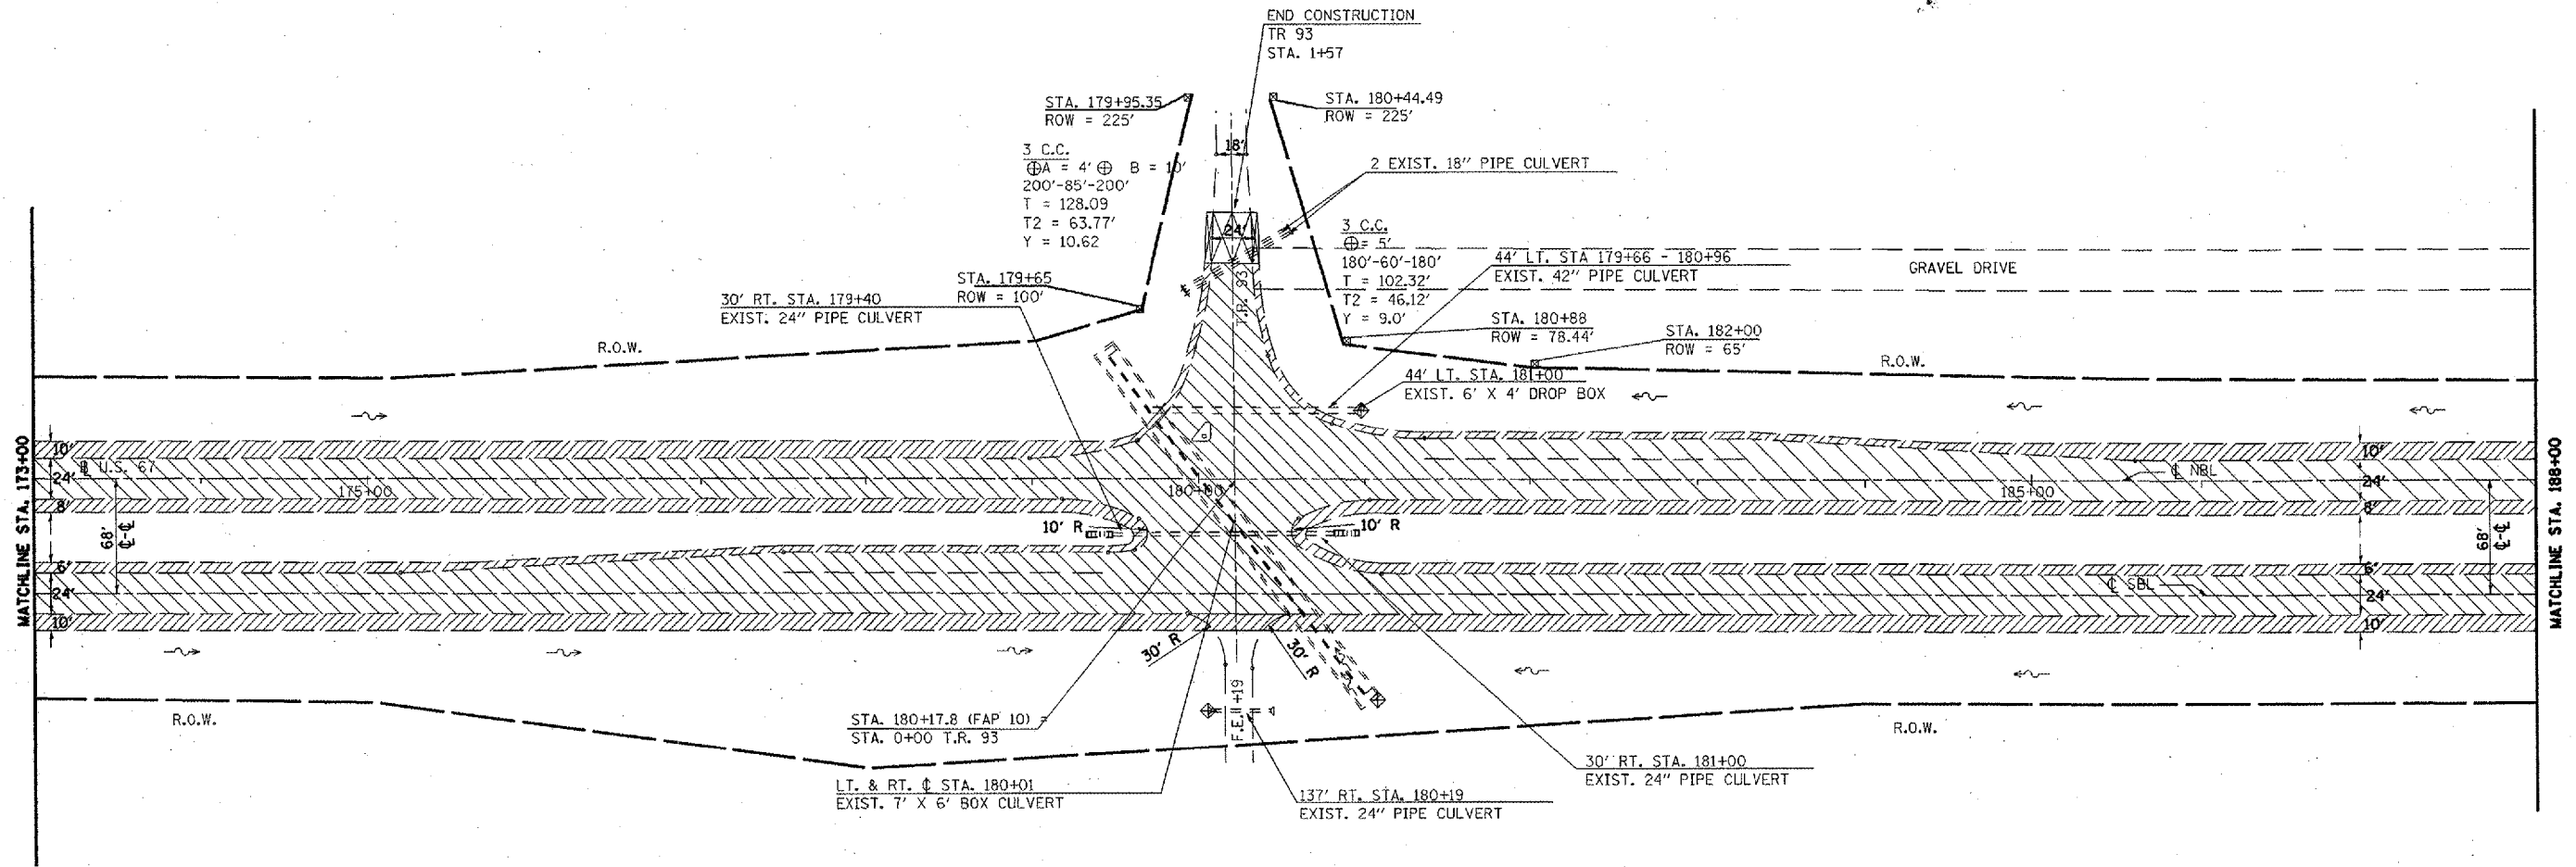 END CONSTRUCTION
TR 93
STA. 1+57
STA. 179+95.35
ROW = 225'
STA. 180+44.49
ROW = 225'
3 C.C.
⊕A = 4' ⊕ B = 10'
200'-85'-200'
T = 128.09
T2 = 63.77'
Y = 10.62
18'
2 EXIST. 18" PIPE CULVERT
24'
T.R. 93
3 C.C.
⊕= 5'
180'-60'-180'
T = 102.32'
T2 = 46.12'
Y = 9.0'
44' LT. STA 179+66 - 180+96
EXIST. 42" PIPE CULVERT
GRAVEL DRIVE
STA. 179+65
ROW = 100'
30' RT. STA. 179+40
EXIST. 24" PIPE CULVERT
STA. 180+88
ROW = 78.44'
STA. 182+00
ROW = 65'
R.O.W.
R.O.W.
44' LT. STA. 181+00
EXIST. 6' X 4' DROP BOX
MATCHLINE STA. 173+00
10'
24'
8'
68'
℄-℄
6'
24'
10'
U.S. 67
175+00
180+00
185+00
℄ NBL
10' R
10' R
℄ SBL
10'
24'
8'
68'
℄-℄
6'
24'
10'
MATCHLINE STA. 188+00
30' R
30' R
F.E. +19
R.O.W.
R.O.W.
STA. 180+17.8 (FAP 10) =
STA. 0+00 T.R. 93
LT. & RT. ℄ STA. 180+01
EXIST. 7' X 6' BOX CULVERT
137' RT. STA. 180+19
EXIST. 24" PIPE CULVERT
30' RT. STA. 181+00
EXIST. 24" PIPE CULVERT